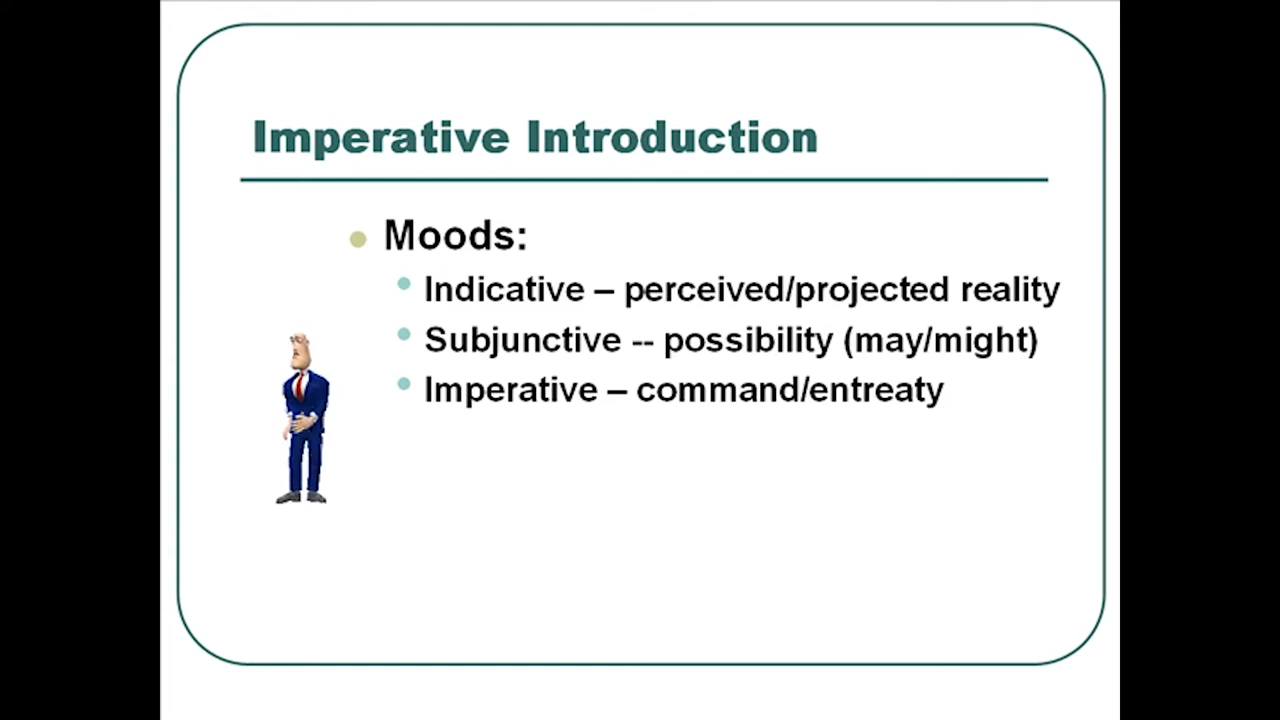 Imperative Introduction
Moods:
Indicative – perceived/projected reality
Subjunctive -- possibility (may/might)
Imperative – command/entreaty